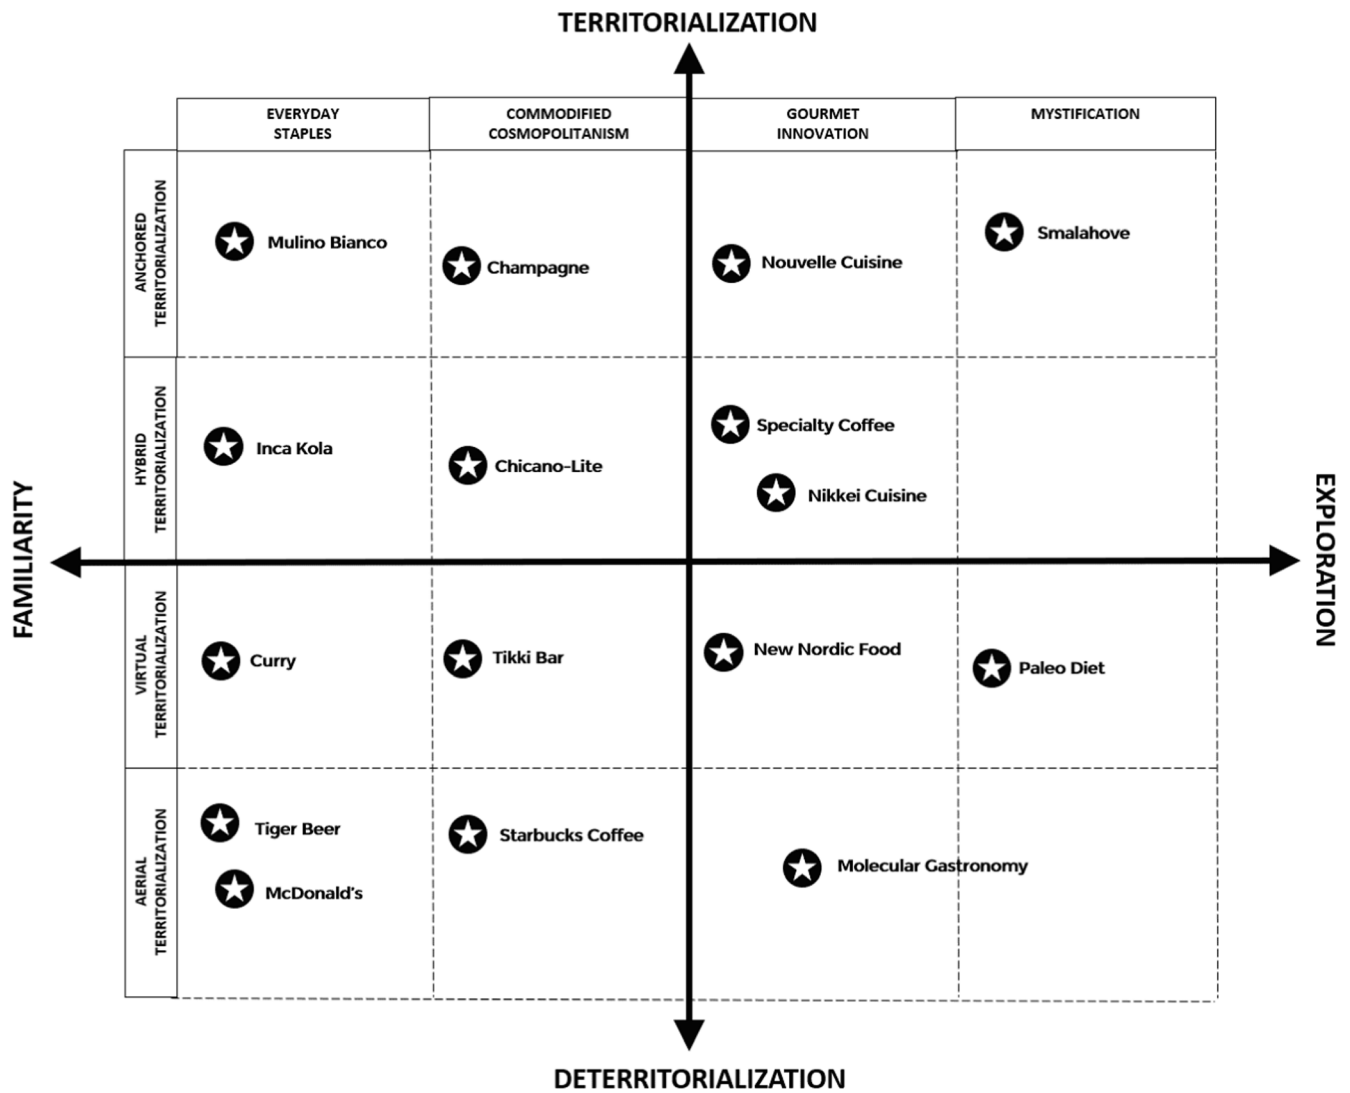 TERRITORIALIZATION
EVERYDAY
STAPLES
COMMODIFIED
COSMOPOLITANISM
GOURMET
INNOVATION
MYSTIFICATION
ANCHORED
TERRITORIALIZATION
Mulino Bianco
Champagne
Nouvelle Cuisine
Smalahove
HYBRID
TERRITORIALIZATION
Inca Kola
Chicano-Lite
Specialty Coffee
Nikkei Cuisine
FAMILIARITY
EXPLORATION
VIRTUAL
TERRITORIALIZATION
Curry
Tikki Bar
New Nordic Food
Paleo Diet
AERIAL
TERRITORIALIZATION
Tiger Beer
McDonald's
Starbucks Coffee
Molecular Gastronomy
DETERRITORIALIZATION